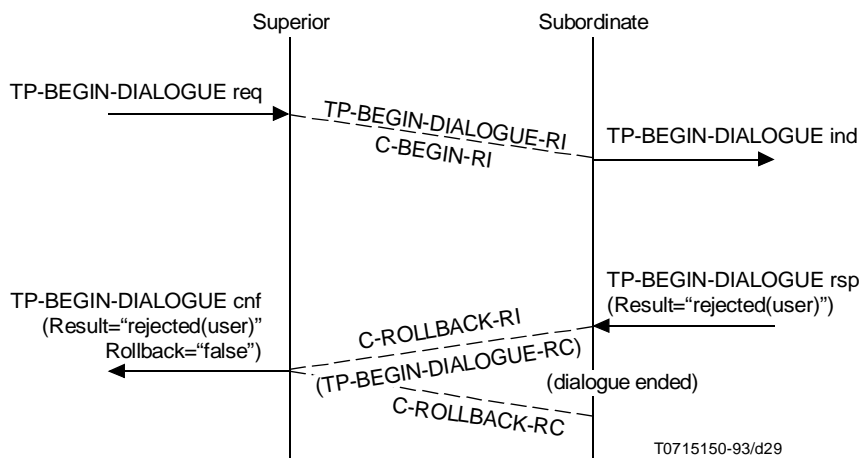 Superior
Subordinate
TP-BEGIN-DIALOGUE req
TP-BEGIN-DIALOGUE-RI
C-BEGIN-RI
TP-BEGIN-DIALOGUE ind
TP-BEGIN-DIALOGUE rsp
(Result=“rejected(user)”)
TP-BEGIN-DIALOGUE cnf
(Result=“rejected(user)”
Rollback=“false”)
C-ROLLBACK-RI
(TP-BEGIN-DIALOGUE-RC)
(dialogue ended)
C-ROLLBACK-RC
T0715150-93/d29